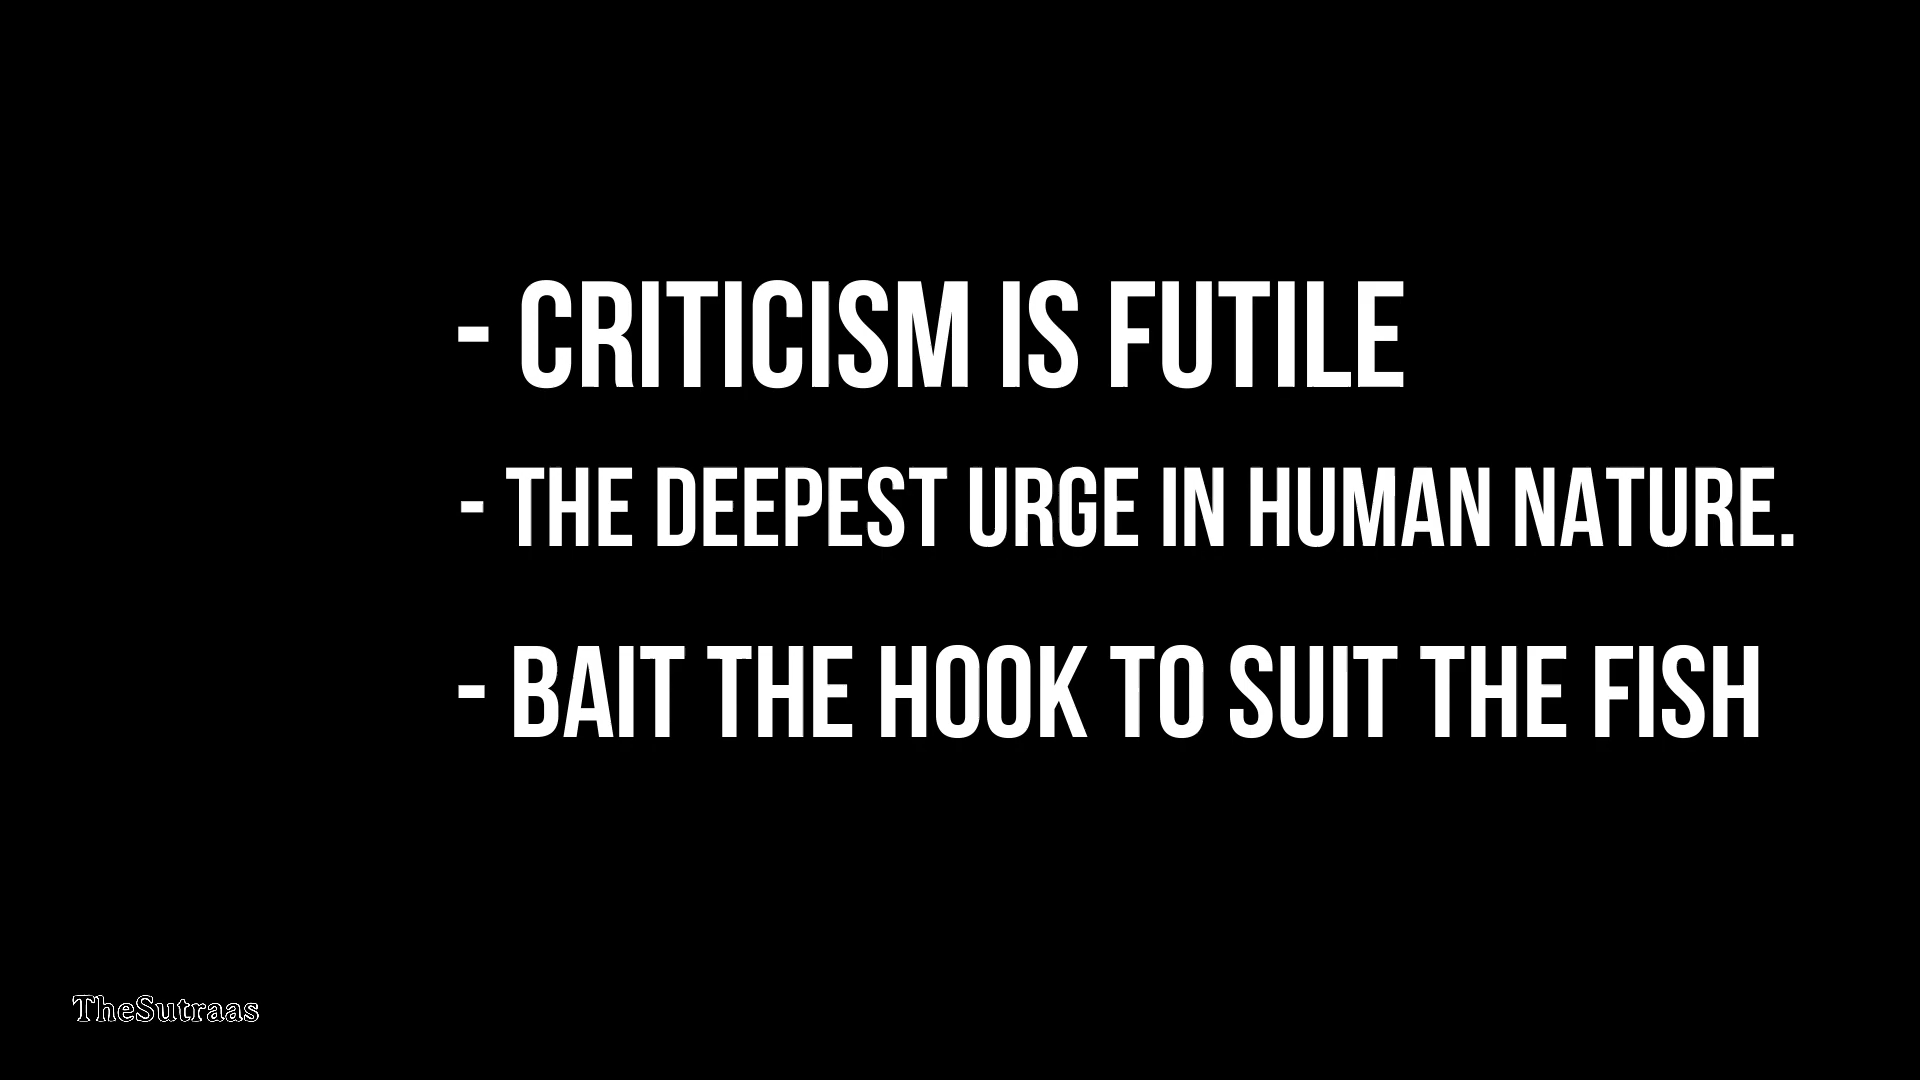 - CRITICISM IS FUTILE
- THE DEEPEST URGE IN HUMAN NATURE.
- BAIT THE HOOK TO SUIT THE FISH
TheSutraas